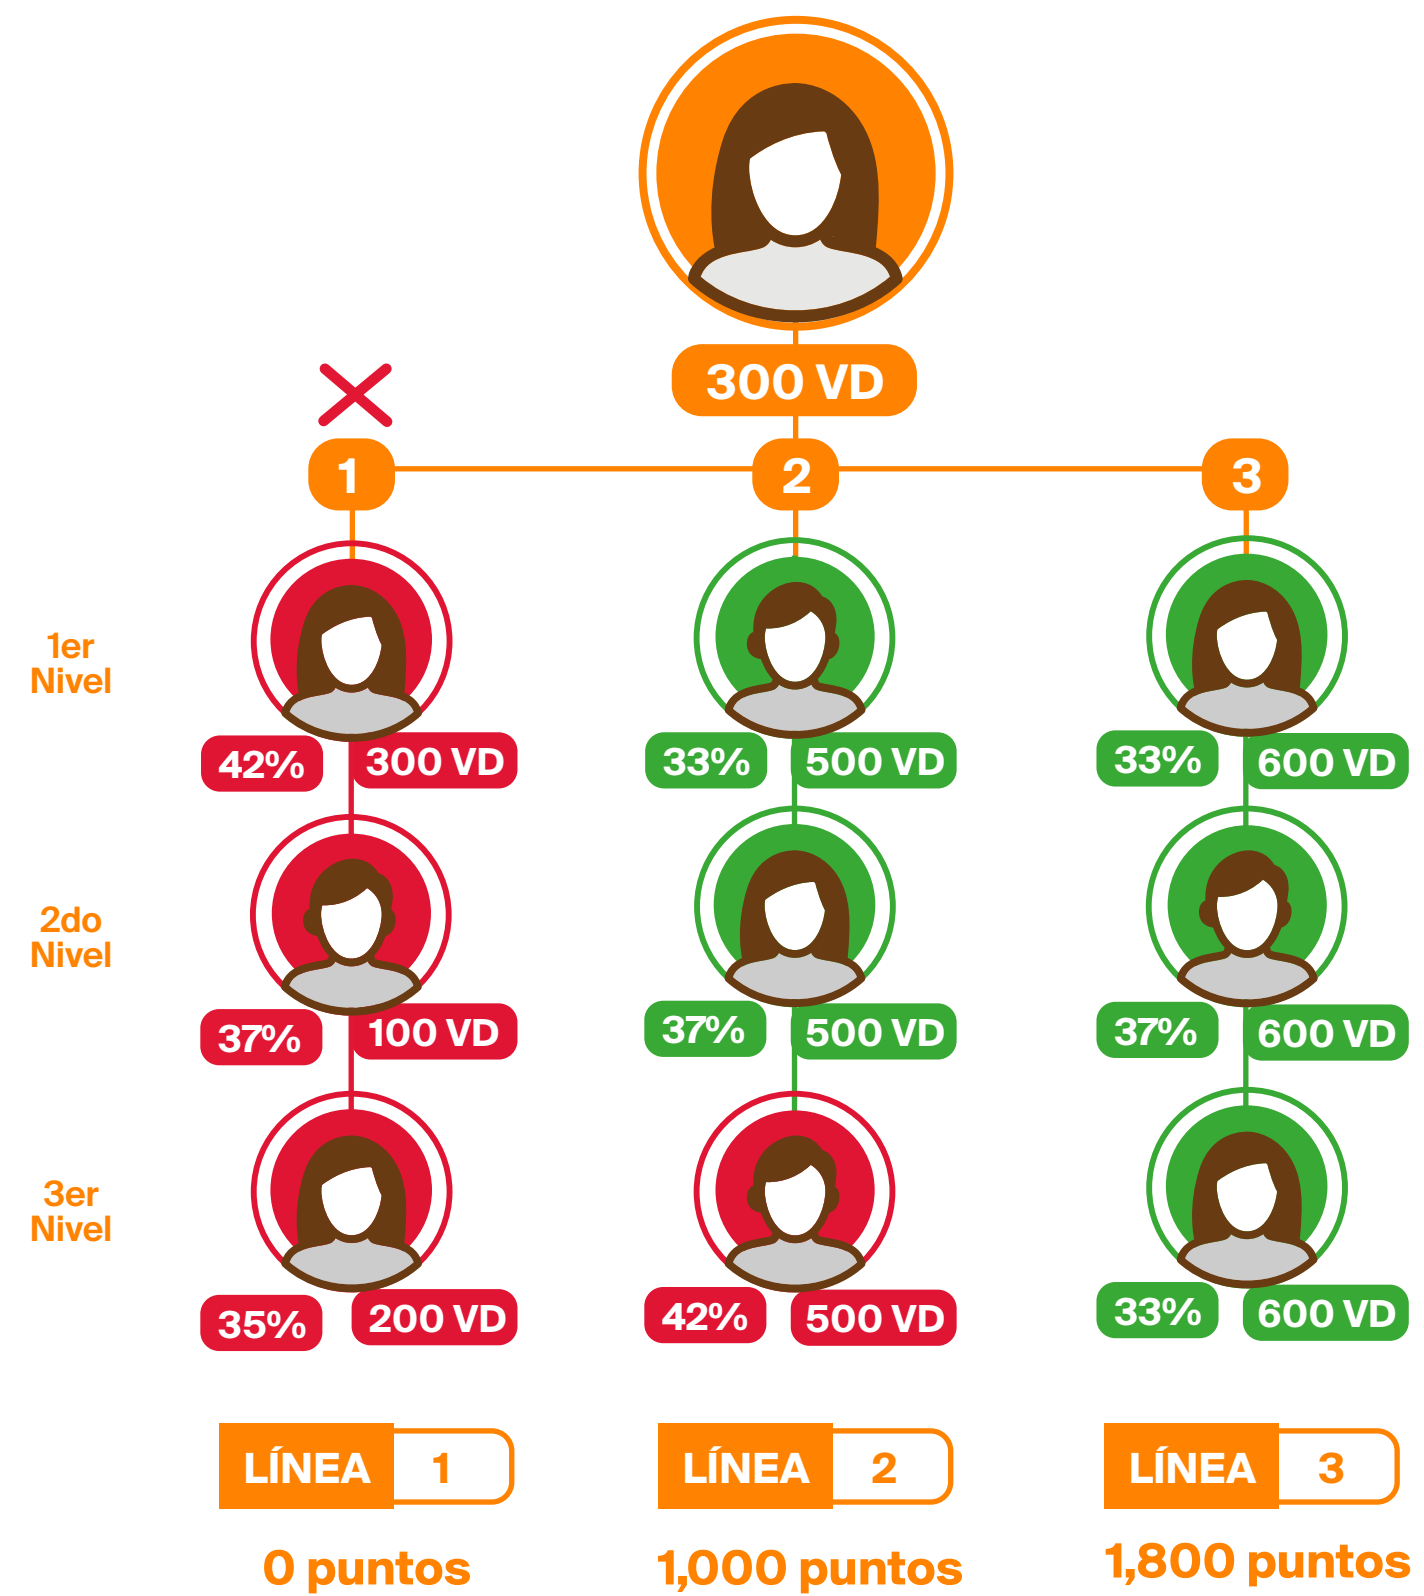 300 VD
1
2
3
1er
Nivel
42%
300 VD
33%
500 VD
33%
600 VD
2do
Nivel
37%
100 VD
37%
500 VD
37%
600 VD
3er
Nivel
35%
200 VD
42%
500 VD
33%
600 VD
LÍNEA 1
LÍNEA 2
LÍNEA 3
0 puntos
1,000 puntos
1,800 puntos